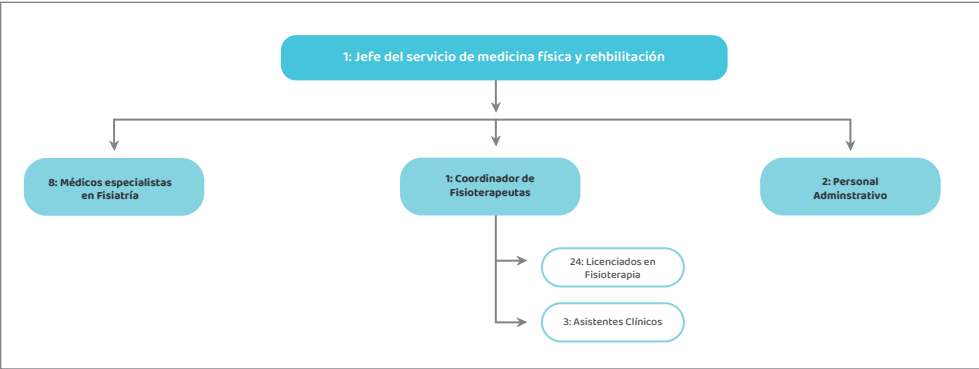 1: Jefe del servicio de medicina física y rehbilitación
8: Médicos especialistas
en Fisiatría
1: Coordinador de
Fisioterapeutas
2: Personal
Adminstrativo
24: Licenciados en
Fisioterapia
3: Asistentes Clínicos